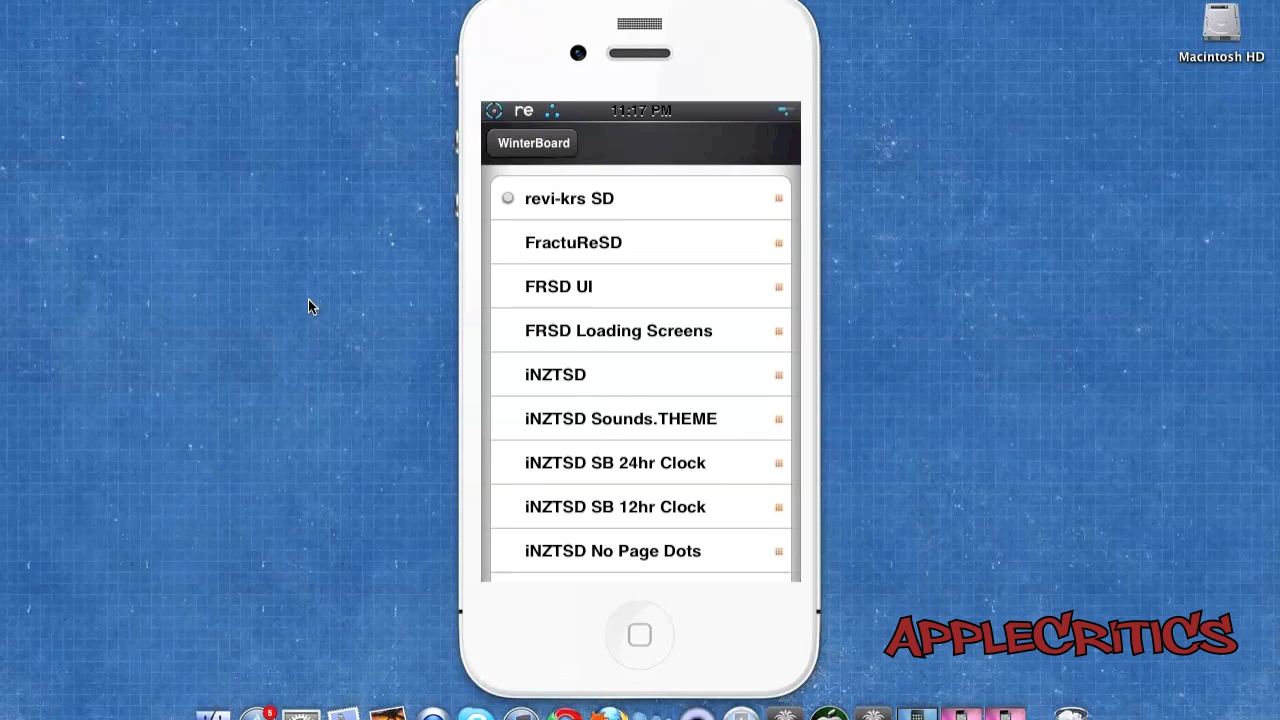 Macintosh HD
re
11:17 PM
WinterBoard
revi-krs SD
FractuReSD
FRSD UI
FRSD Loading Screens
iNZTSD
iNZTSD Sounds.THEME
iNZTSD SB 24hr Clock
iNZTSD SB 12hr Clock
iNZTSD No Page Dots
APPLECRITICS
5